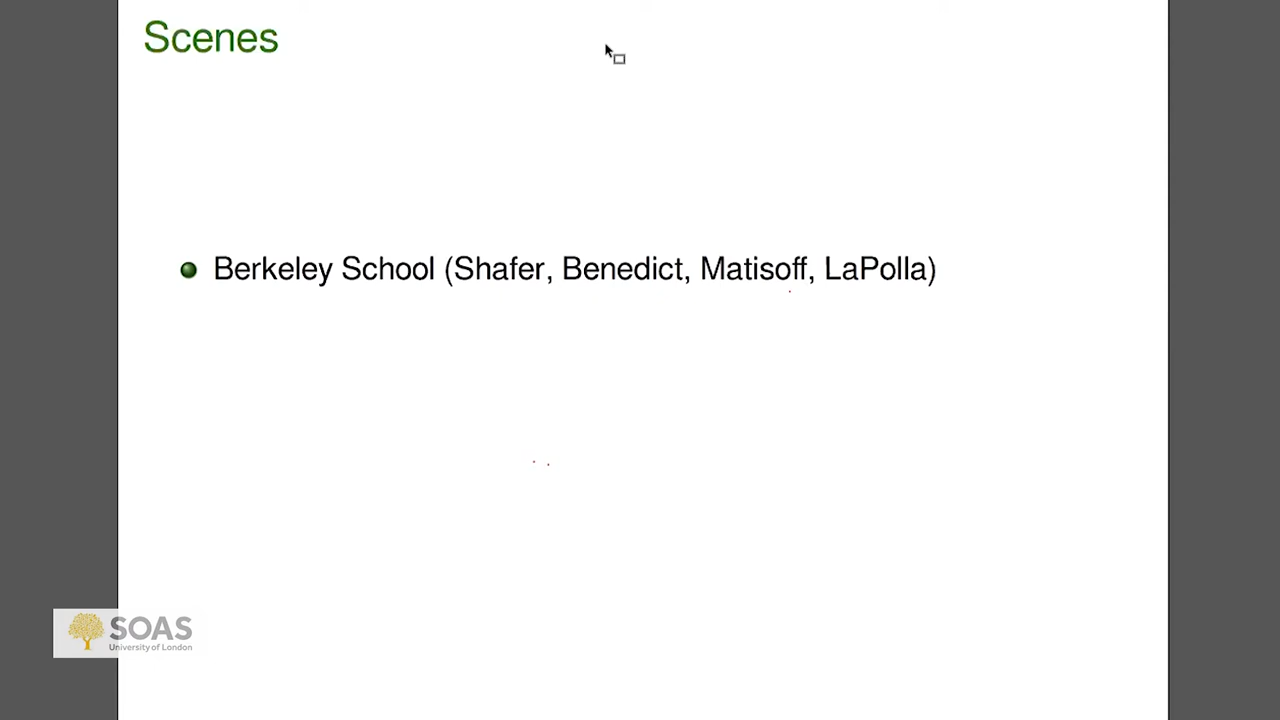 Scenes
Berkeley School (Shafer, Benedict, Matisoff, LaPolla)
SOAS
University of London